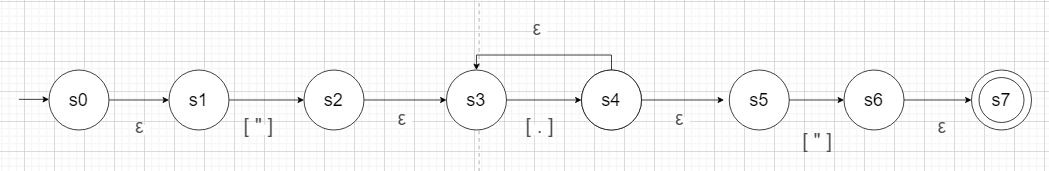 ε
s0 s1 s2 s3 s4 s5 s6 s7
ε [ " ] ε [ . ] ε [ " ] ε